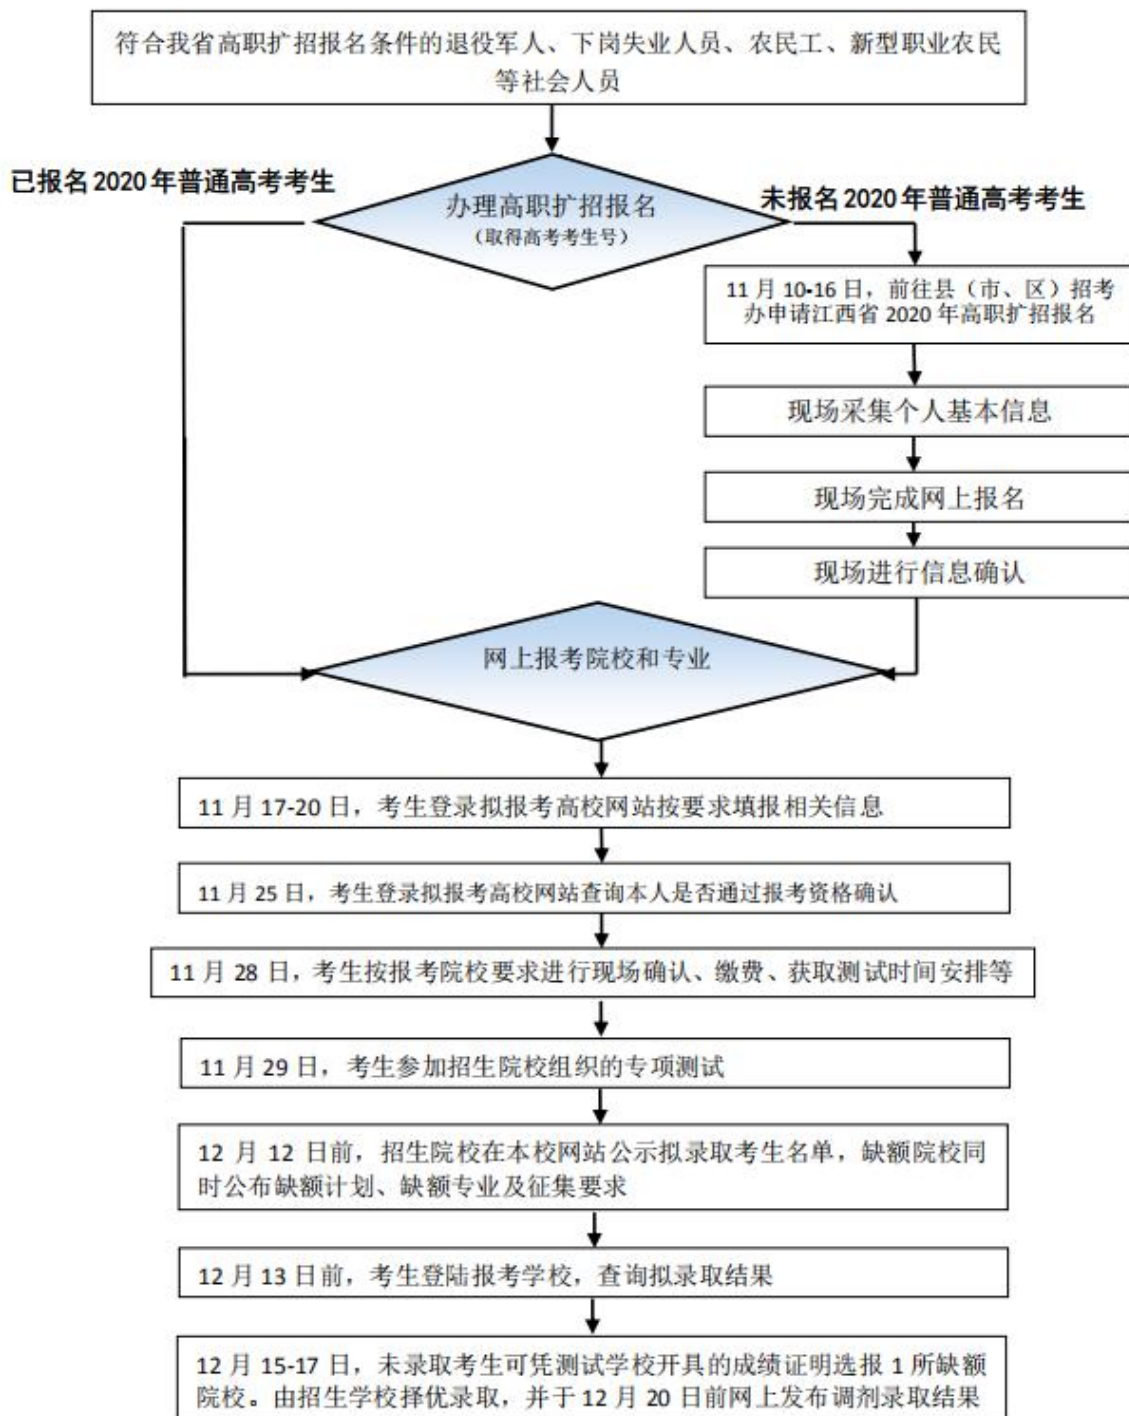 符合我省高职扩招报名条件的退役军人、下岗失业人员、农民工、新型职业农民
等社会人员
已报名2020年普通高考考生
办理高职扩招报名
(取得高考考生号)
未报名2020年普通高考考生
11月10-16日，前往县（市、区）招考
办申请江西省2020年高职扩招报名
现场采集个人基本信息
现场完成网上报名
现场进行信息确认
网上报考院校和专业
11月17-20日，考生登录拟报考高校网站按要求填报相关信息
11月25日，考生登录拟报考高校网站查询本人是否通过报考资格确认
11月28日，考生按报考院校要求进行现场确认、缴费、获取测试时间安排等
11月29日，考生参加招生院校组织的专项测试
12月12日前，招生院校在本校网站公示拟录取考生名单，缺额院校同
时公布缺额计划、缺额专业及征集要求
12月13日前，考生登陆报考学校，查询拟录取结果
12月15-17日，未录取考生可凭测试学校开具的成绩证明选报1所缺额
院校。由招生学校择优录取，并于12月20日前网上发布调剂录取结果